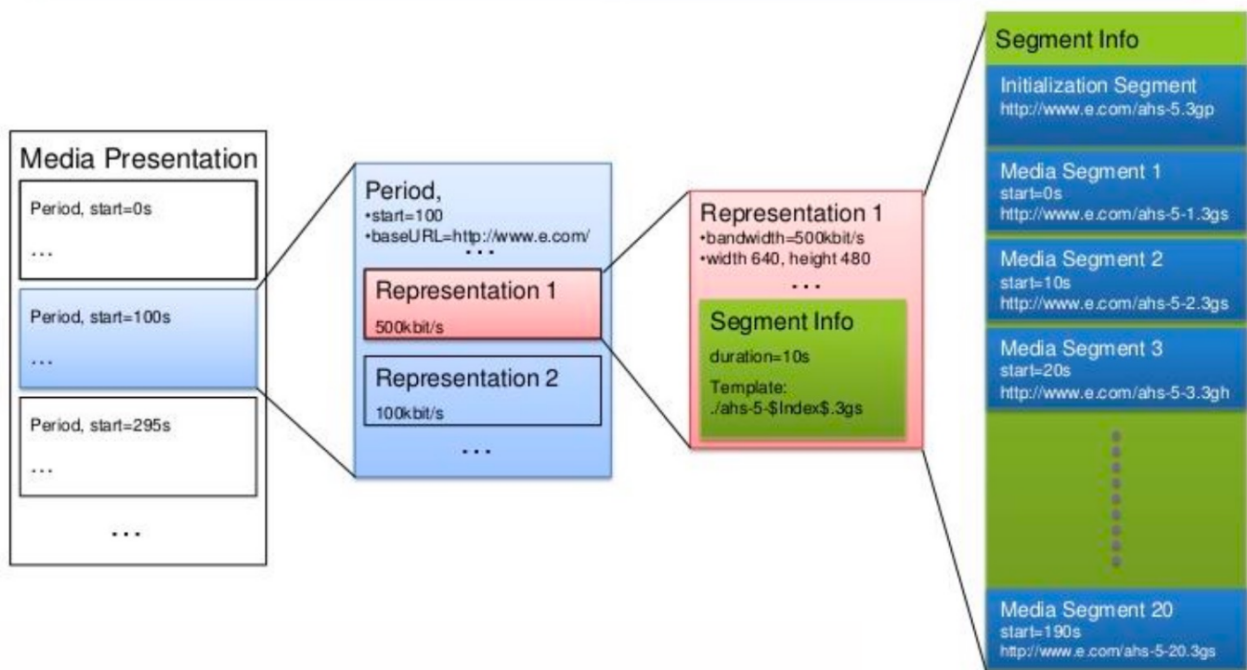 Media Presentation
Period, start=0s
...
Period, start=100s
...
Period, start=295s
...
...
Period,
•start=100
•baseURL=http://www.e.com/
...
Representation 1
500kbit/s
Representation 2
100kbit/s
...
Representation 1
•bandwidth=500kbit/s
•width 640, height 480
...
Segment Info
duration=10s
Template:
./ahs-5-$Index$.3gs
Segment Info
Initialization Segment
http://www.e.com/ahs-5.3gp
Media Segment 1
start=0s
http://www.e.com/ahs-5-1.3gs
Media Segment 2
start=10s
http://www.e.com/ahs-5-2.3gs
Media Segment 3
start=20s
http://www.e.com/ahs-5-3.3gh
Media Segment 20
start=190s
http://www.e.com/ahs-5-20.3gs